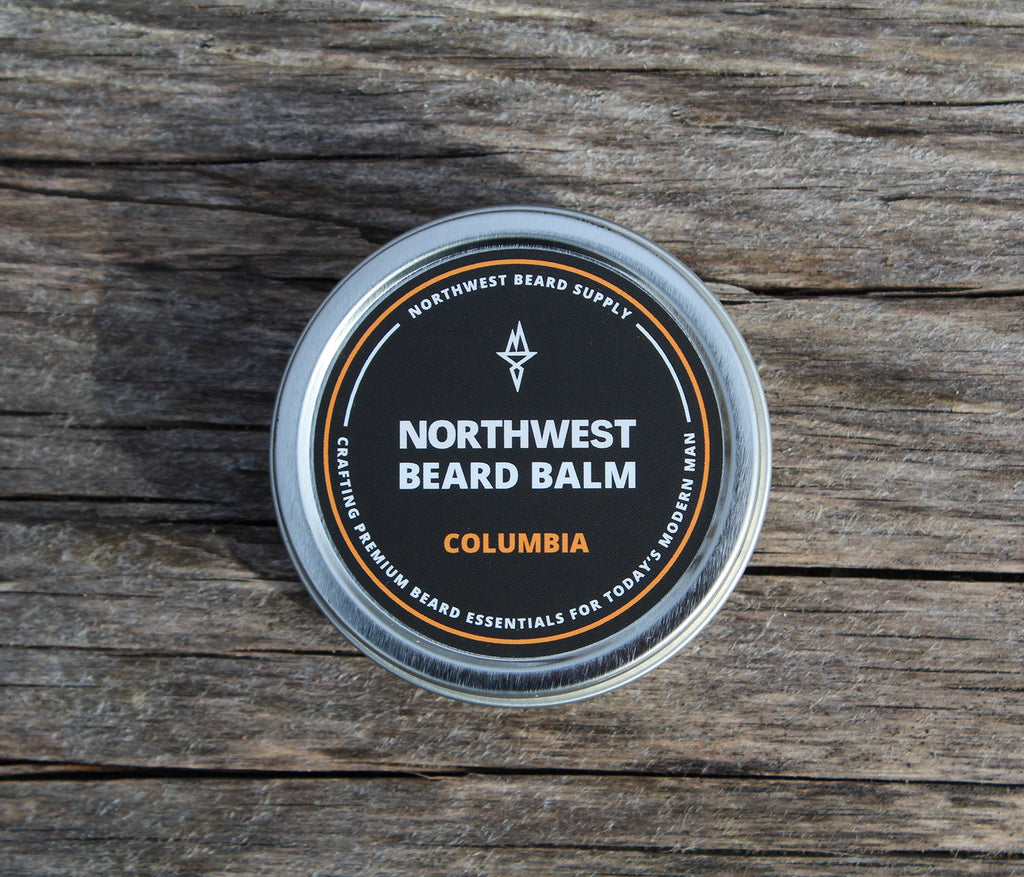 NORTHWEST BEARD SUPPLY
NORTHWEST
BEARD BALM
COLUMBIA
CRAFTING PREMIUM BEARD ESSENTIALS FOR TODAY'S MODERN MAN